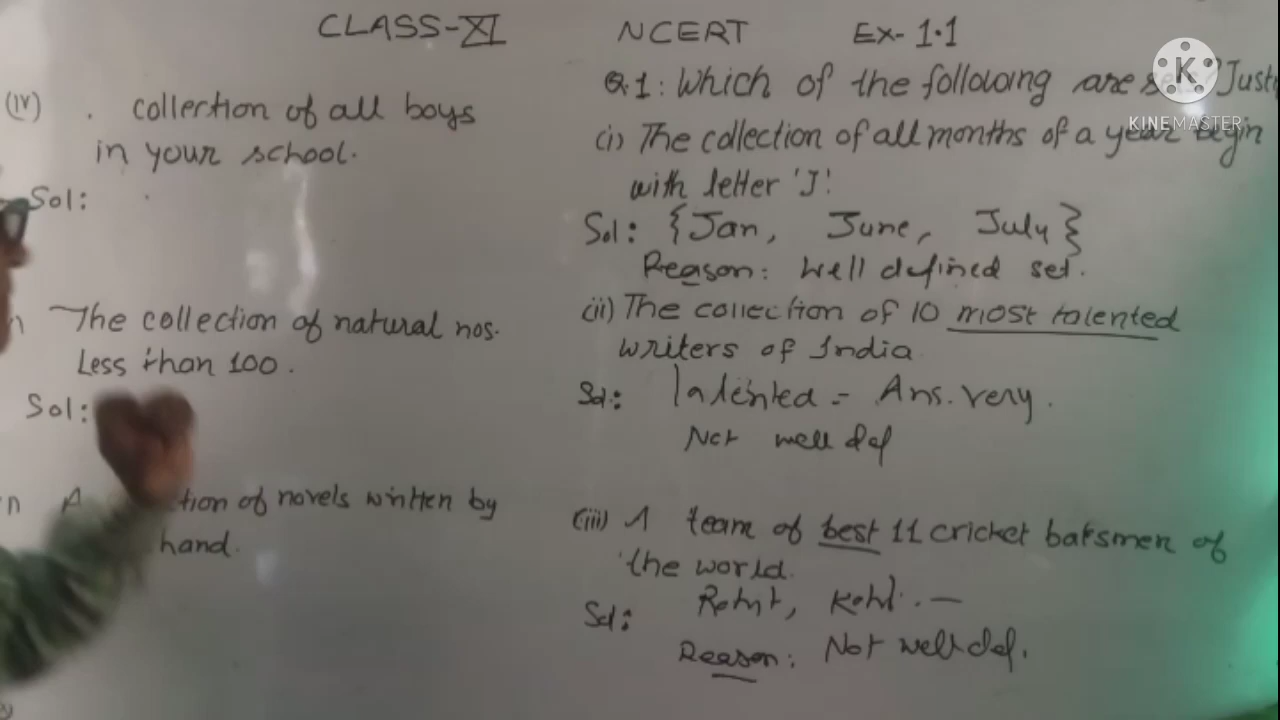 CLASS-XI NCERT Ex-1.1
Q.1: Which of the following are sets? Justi
(i) The collection of all months of a year begin
with letter 'J'.
Sol: {Jan, June, July}
Reason: Well defined set.
(ii) The collection of 10 most talented
writers of India
Sol: talented = Ans. very.
Not well def
(iii) A team of best 11 cricket batsmen of
the world.
Sol: Rohit, Kohl. —
Reason: Not well def.
(iv) . collection of all boys
in your school.
Sol:
The collection of natural nos.
Less than 100.
Sol:
A tion of novels written by
hand.
KINEMASTER